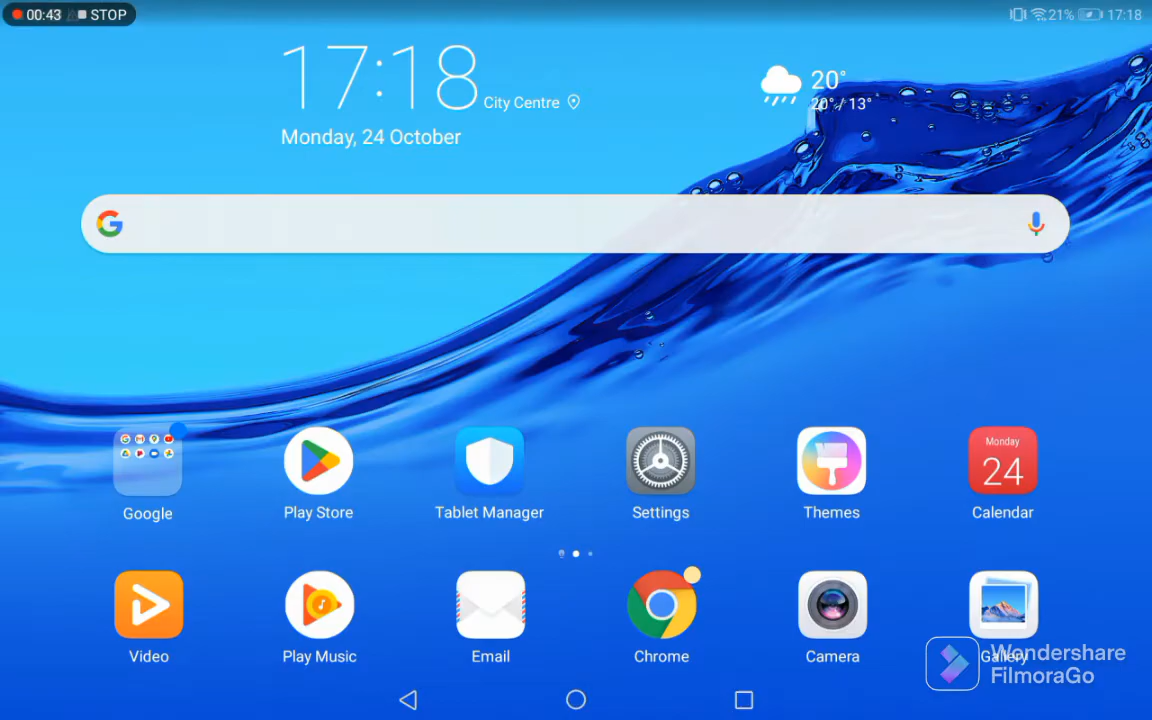 00:43 STOP
21% 17:18
17:18
City Centre
20°
20° / 13°
Monday, 24 October
Google
Play Store
Tablet Manager
Settings
Themes
Monday
24
Calendar
Video
Play Music
Email
Chrome
Camera
Gallery
Wondershare
FilmoraGo